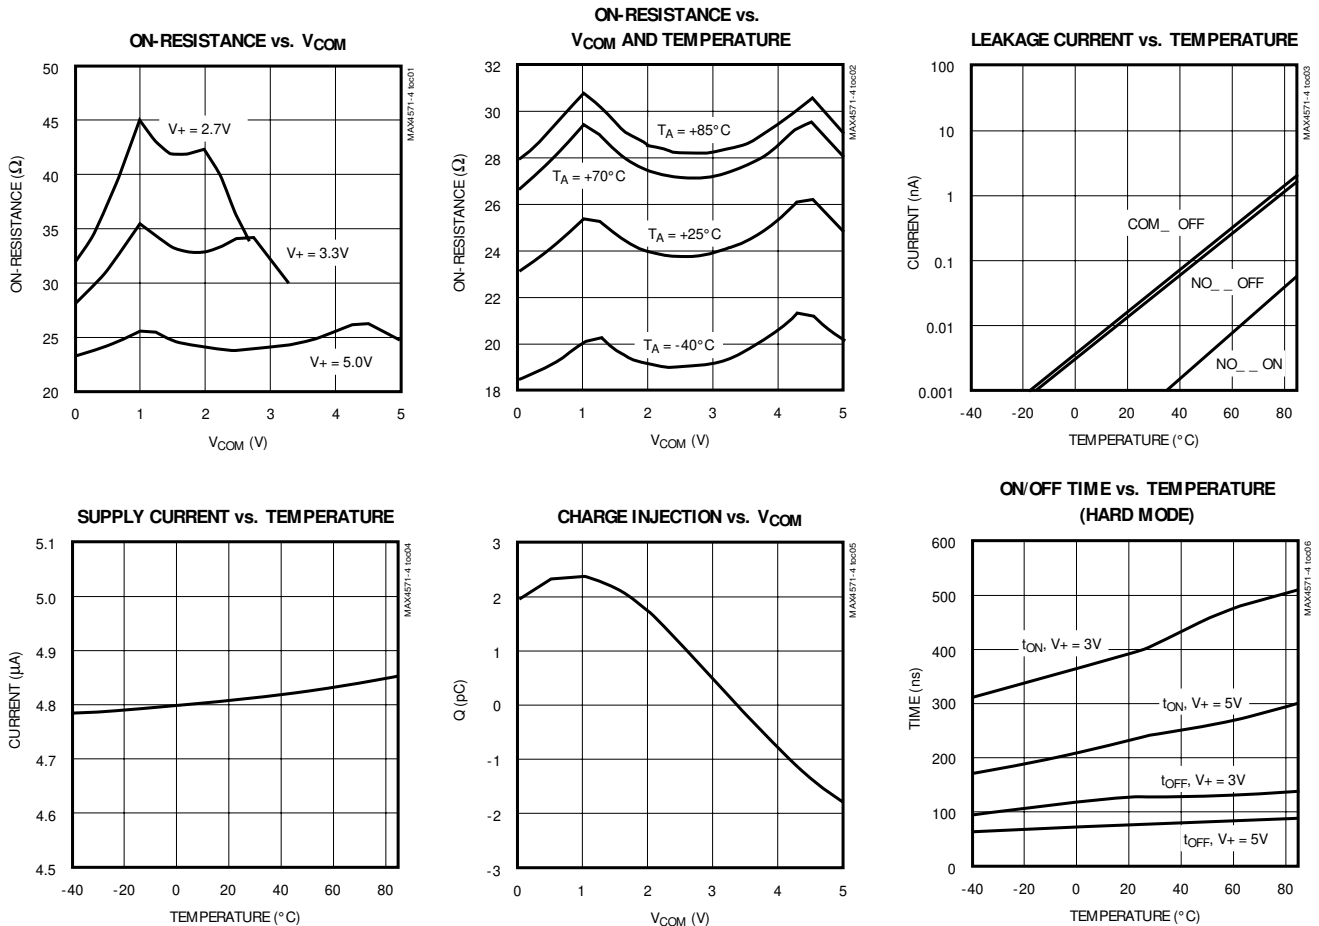 ON-RESISTANCE vs. VCOM
50
45
40
35
30
25
20
0 1 2 3 4 5
ON-RESISTANCE (Ω)
VCOM (V)
V+ = 2.7V
V+ = 3.3V
V+ = 5.0V
MAX4571-4 toc01
ON-RESISTANCE vs.
VCOM AND TEMPERATURE
32
30
28
26
24
22
20
18
0 1 2 3 4 5
ON-RESISTANCE (Ω)
VCOM (V)
TA = +85°C
TA = +70°C
TA = +25°C
TA = -40°C
MAX4571-4 toc02
LEAKAGE CURRENT vs. TEMPERATURE
100
10
1
0.1
0.01
0.001
-40 -20 0 20 40 60 80
CURRENT (nA)
TEMPERATURE (°C)
COM_ OFF
NO_ _ OFF
NO_ _ ON
MAX4571-4 toc03
SUPPLY CURRENT vs. TEMPERATURE
5.1
5.0
4.9
4.8
4.7
4.6
4.5
-40 -20 0 20 40 60 80
CURRENT (µA)
TEMPERATURE (°C)
MAX4571-4 toc04
CHARGE INJECTION vs. VCOM
3
2
1
0
-1
-2
-3
0 1 2 3 4 5
Q (pC)
VCOM (V)
MAX4571-4 toc05
ON/OFF TIME vs. TEMPERATURE
(HARD MODE)
600
500
400
300
200
100
0
-40 -20 0 20 40 60 80
TIME (ns)
TEMPERATURE (°C)
tON, V+ = 3V
tON, V+ = 5V
tOFF, V+ = 3V
tOFF, V+ = 5V
MAX4571-4 toc06